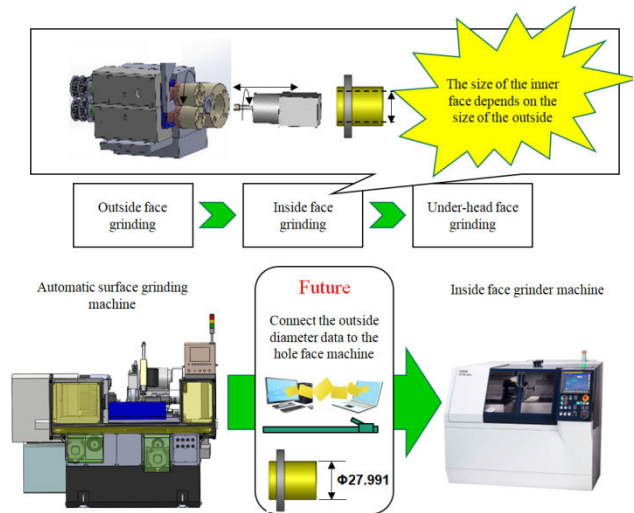 The size of the inner
face depends on the
size of the outside
Outside face
grinding
Inside face
grinding
Under-head face
grinding
Automatic surface grinding
machine
Future
Connect the outside
diameter data to the
hole face machine
Φ27.991
Inside face grinder machine